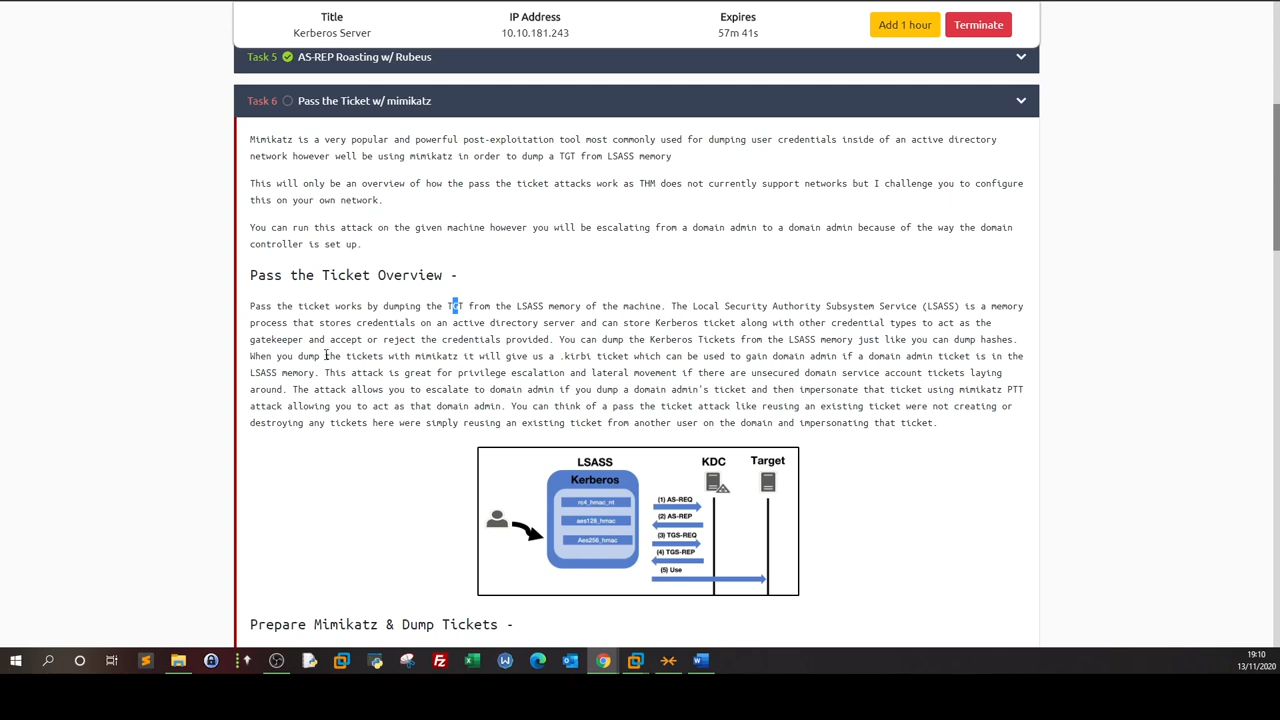 Title
IP Address
Expires
Kerberos Server
10.10.181.243
57m 41s
Add 1 hour
Terminate
Task 5
AS-REP Roasting w/ Rubeus
Task 6
Pass the Ticket w/ mimikatz
Mimikatz is a very popular and powerful post-exploitation tool most commonly used for dumping user credentials inside of an active directory
network however well be using mimikatz in order to dump a TGT from LSASS memory
This will only be an overview of how the pass the ticket attacks work as THM does not currently support networks but I challenge you to configure
this on your own network.
You can run this attack on the given machine however you will be escalating from a domain admin to a domain admin because of the way the domain
controller is set up.
Pass the Ticket Overview -
Pass the ticket works by dumping the TGT from the LSASS memory of the machine. The Local Security Authority Subsystem Service (LSASS) is a memory
process that stores credentials on an active directory server and can store Kerberos ticket along with other credential types to act as the
gatekeeper and accept or reject the credentials provided. You can dump the Kerberos Tickets from the LSASS memory just like you can dump hashes.
When you dump the tickets with mimikatz it will give us a .kirbi ticket which can be used to gain domain admin if a domain admin ticket is in the
LSASS memory. This attack is great for privilege escalation and lateral movement if there are unsecured domain service account tickets laying
around. The attack allows you to escalate to domain admin if you dump a domain admin's ticket and then impersonate that ticket using mimikatz PTT
attack allowing you to act as that domain admin. You can think of a pass the ticket attack like reusing an existing ticket were not creating or
destroying any tickets here were simply reusing an existing ticket from another user on the domain and impersonating that ticket.
LSASS
KDC
Target
Kerberos
rc4_hmac_nt
aes128_hmac
Aes256_hmac
(1) AS-REQ
(2) AS-REP
(3) TGS-REQ
(4) TGS-REP
(5) Use
Prepare Mimikatz & Dump Tickets -
19:10
13/11/2020